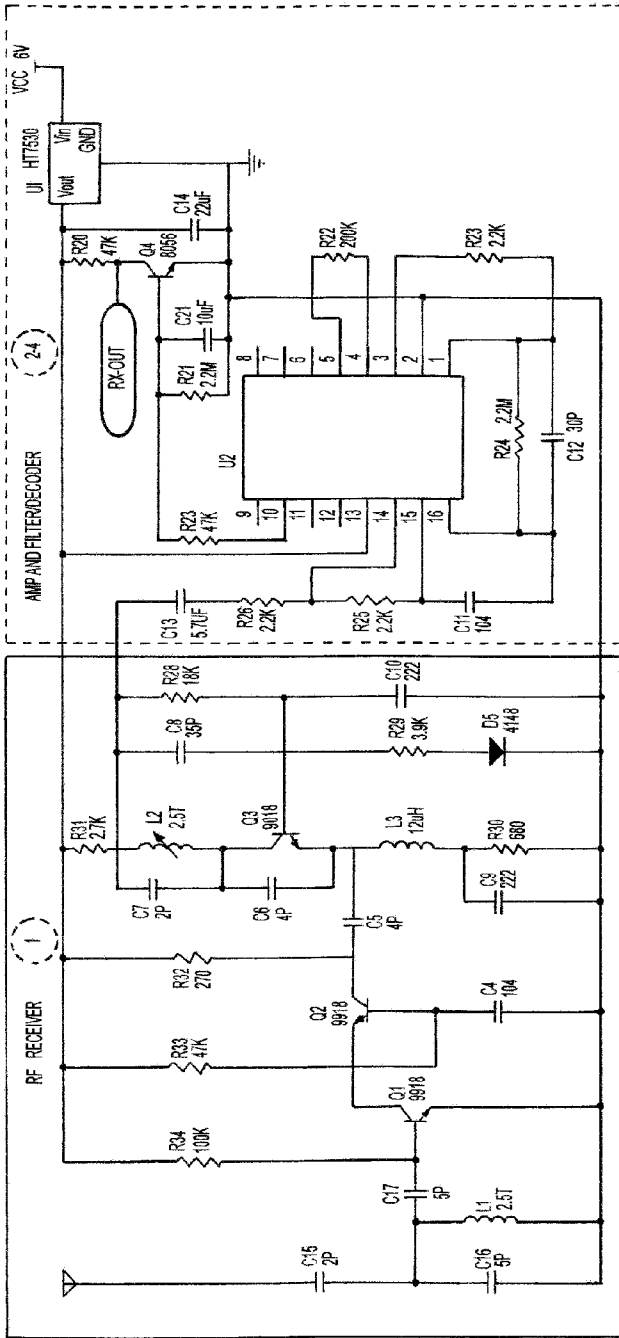 VCC 6V
U1 HT7530
Vin
GND
Vout
R20
47K
Q4
8056
C14
22uF
RX-OUT
C21
10uF
R21
2.2M
24
AMP AND FILTER/DECODER
R22
200K
R23
2.2K
8
7
6
5
4
3
2
1
U2
9
10
11
12
13
14
15
16
R24
2.2M
C12
30P
R23
47K
C13
5.7UF
R26
2.2K
R25
2.2K
C11
104
RF RECEIVER
1
R31
2.7K
L2
2.5T
C7
2P
C6
4P
Q3
9018
R28
18K
C8
35P
C10
222
R29
3.9K
D5
4148
L3
12uH
R30
680
C9
222
C5
4P
R32
270
Q2
9918
C4
104
R33
47K
Q1
9918
R34
100K
C17
5P
L1
2.5T
C15
2P
C16
5P